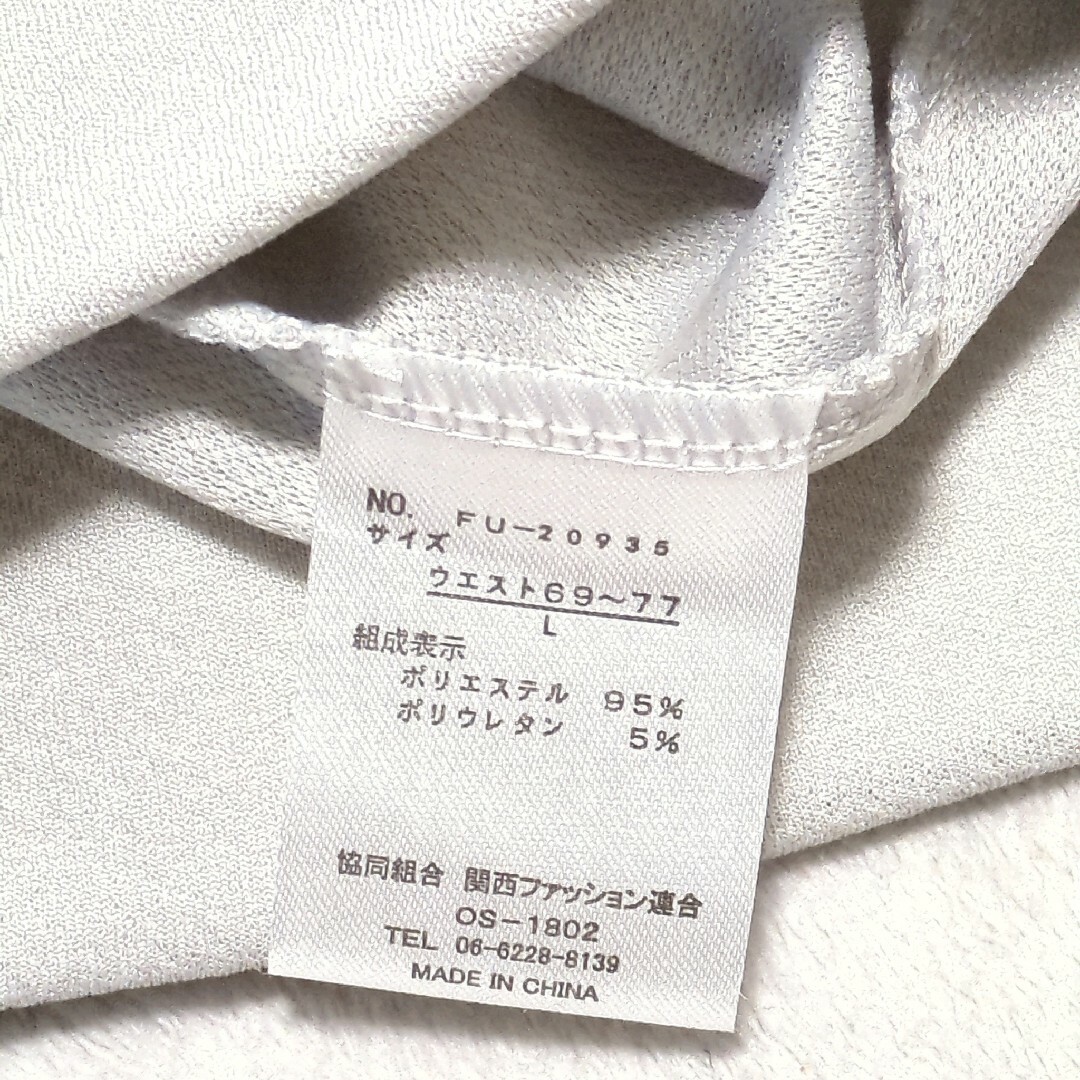 NO. FU-20935
サイズ
ウエスト69～77
L
組成表示
ポリエステル 95%
ポリウレタン 5%
協同組合 関西ファッション連合
OS-1802
TEL 06-6228-8139
MADE IN CHINA